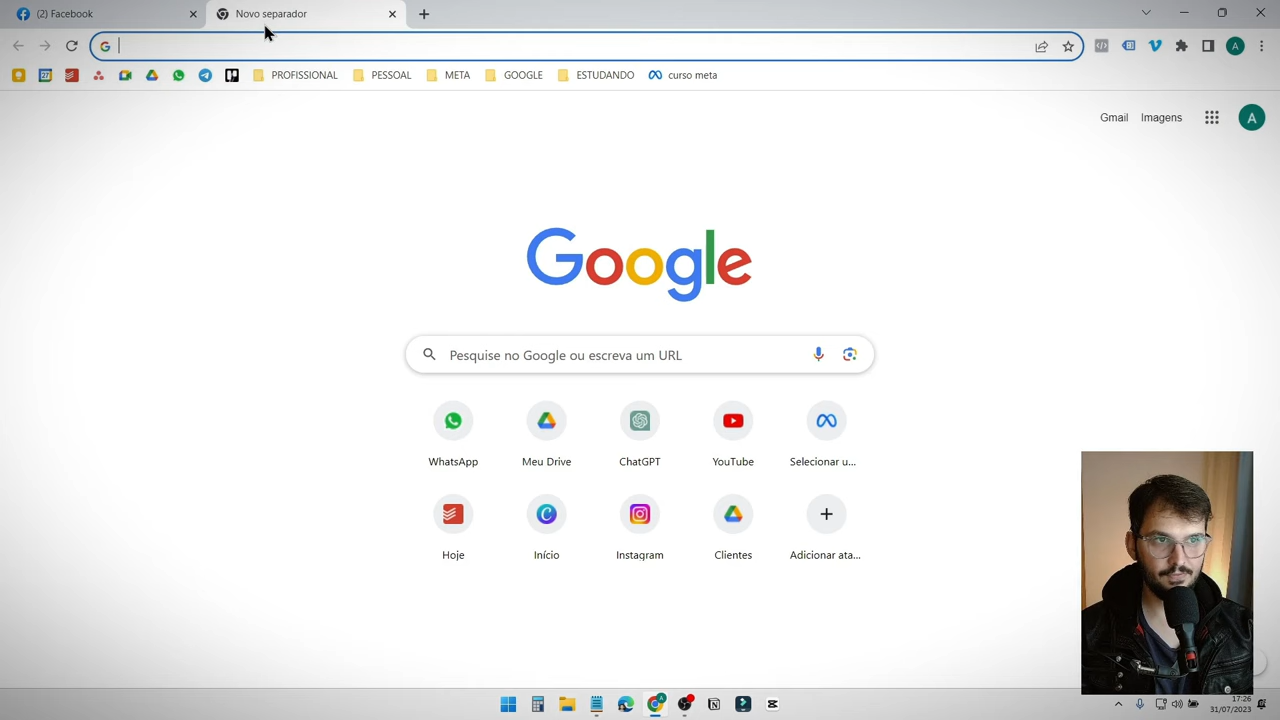 (2) Facebook
Novo separador
PROFISSIONAL
PESSOAL
META
GOOGLE
ESTUDANDO
curso meta
Gmail
Imagens
A
Google
Pesquise no Google ou escreva um URL
WhatsApp
Meu Drive
ChatGPT
YouTube
Selecionar u...
Hoje
Início
Instagram
Clientes
Adicionar ata...
17:26
31/07/2023